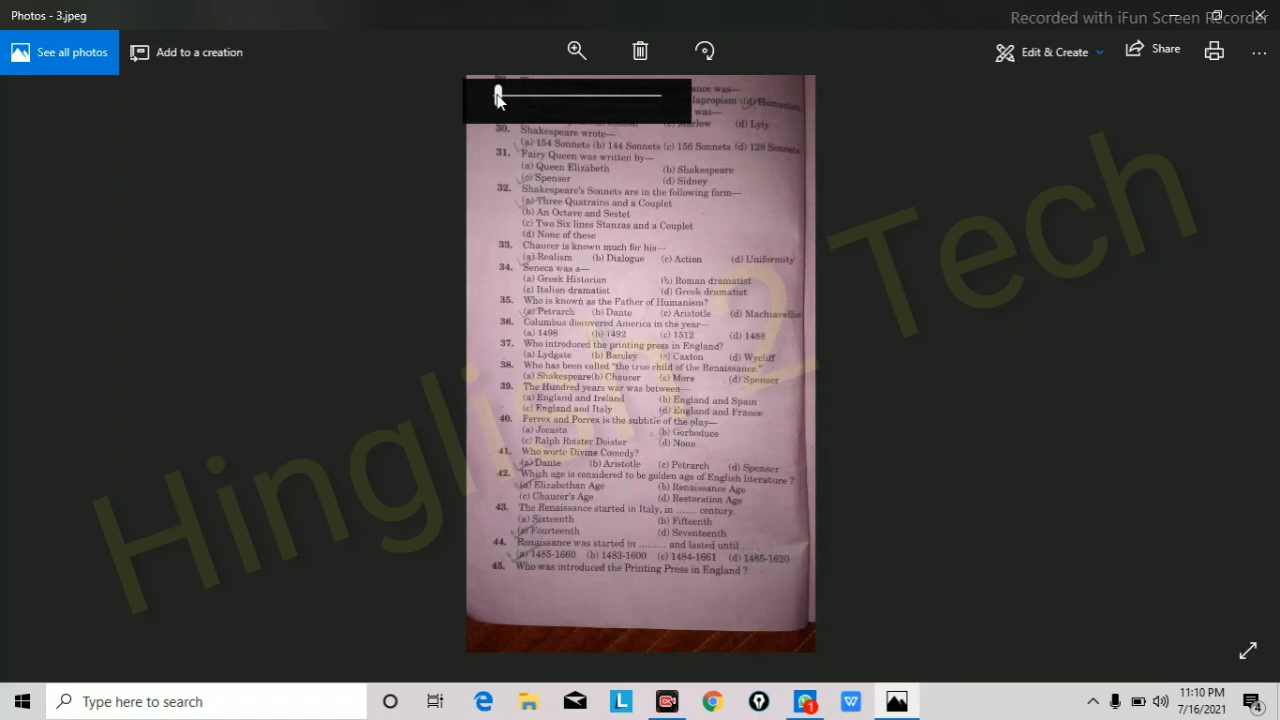 Photos - 3.jpeg
Recorded with iFun Screen Recorder
See all photos
Add to a creation
Edit & Create
Share
ance was—
lapropism (d) Humanism
was—
(c) Marlow (d) Lyly
30. Shakespeare wrote—
(a) 154 Sonnets (b) 144 Sonnets (c) 156 Sonnets (d) 128 Sonnets
31. Fairy Queen was written by—
(a) Queen Elizabeth (b) Shakespeare
(c) Spenser (d) Sidney
32. Shakespeare's Sonnets are in the following form—
(a) Three Quatrains and a Couplet
(b) An Octave and Sestet
(c) Two Six lines Stanzas and a Couplet
(d) None of these
33. Chaucer is known much for his—
(a) Realism (b) Dialogue (c) Action (d) Uniformity
34. Seneca was a—
(a) Greek Historian (b) Roman dramatist
(c) Italian dramatist (d) Greek dramatist
35. Who is known as the Father of Humanism?
(a) Petrarch (b) Dante (c) Aristotle (d) Machiavellie
36. Columbus discovered America in the year—
(a) 1498 (b) 1492 (c) 1512 (d) 1486
37. Who introduced the printing press in England?
(a) Lydgate (b) Barcley (c) Caxton (d) Wycliff
38. Who has been called "the true child of the Renaissance."
(a) Shakespeare (b) Chaucer (c) More (d) Spenser
39. The Hundred years war was between—
(a) England and Ireland (b) England and Spain
(c) England and Italy (d) England and France
40. Ferrex and Porrex is the subtitle of the play—
(a) Jocasta (b) Gorboduce
(c) Ralph Roister Doister (d) None
41. Who worte Divine Comedy?
(a) Dante (b) Aristotle (c) Petrarch (d) Spenser
42. Which age is considered to be golden age of English literature ?
(a) Elizabethan Age (b) Renaissance Age
(c) Chaucer's Age (d) Restoration Age
43. The Renaissance started in Italy, in ....... century.
(a) Sixteenth (b) Fifteenth
(c) Fourteenth (d) Seventeenth
44. Renaissance was started in ......... and lasted until .....
(a) 1485-1660 (b) 1483-1600 (c) 1484-1661 (d) 1485-1620
45. Who was introduced the Printing Press in England ?
Hinglish 2 Tech
Type here to search
11:10 PM
7/16/2021